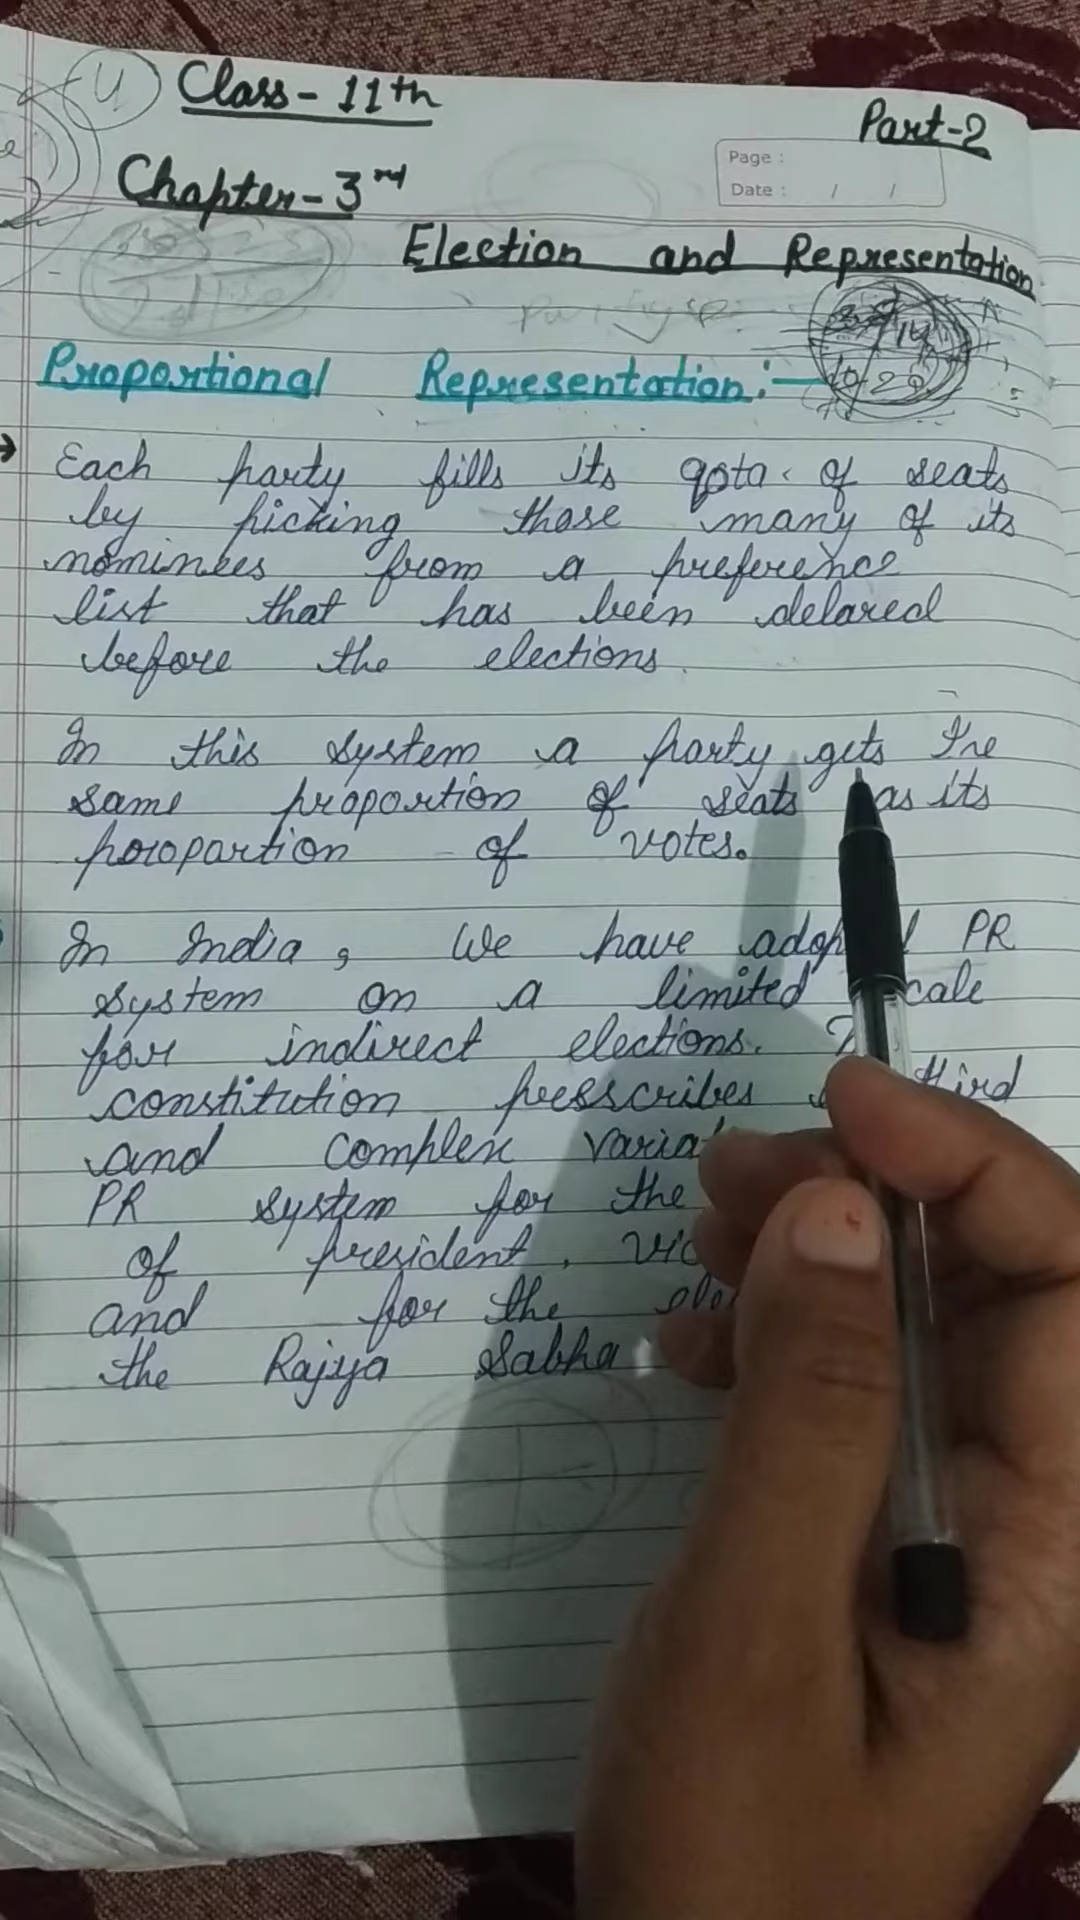 4
Class - 11th
Part-2
Chapter - 3rd
Page :
Date : / /
Election and Representation
Proportional Representation :-
→ Each party fills its qota. of seats
by picking those many of its
nominees from a preference
list that has been delared
before the elections.
In this system a party gets the
same proportion of seats as its
poropartion of votes.
In India, We have PR
system on a limited
for indirect elections.
constitution presscribes third
and complex
PR system for the
of president,
and for the
the Rajya Sabha